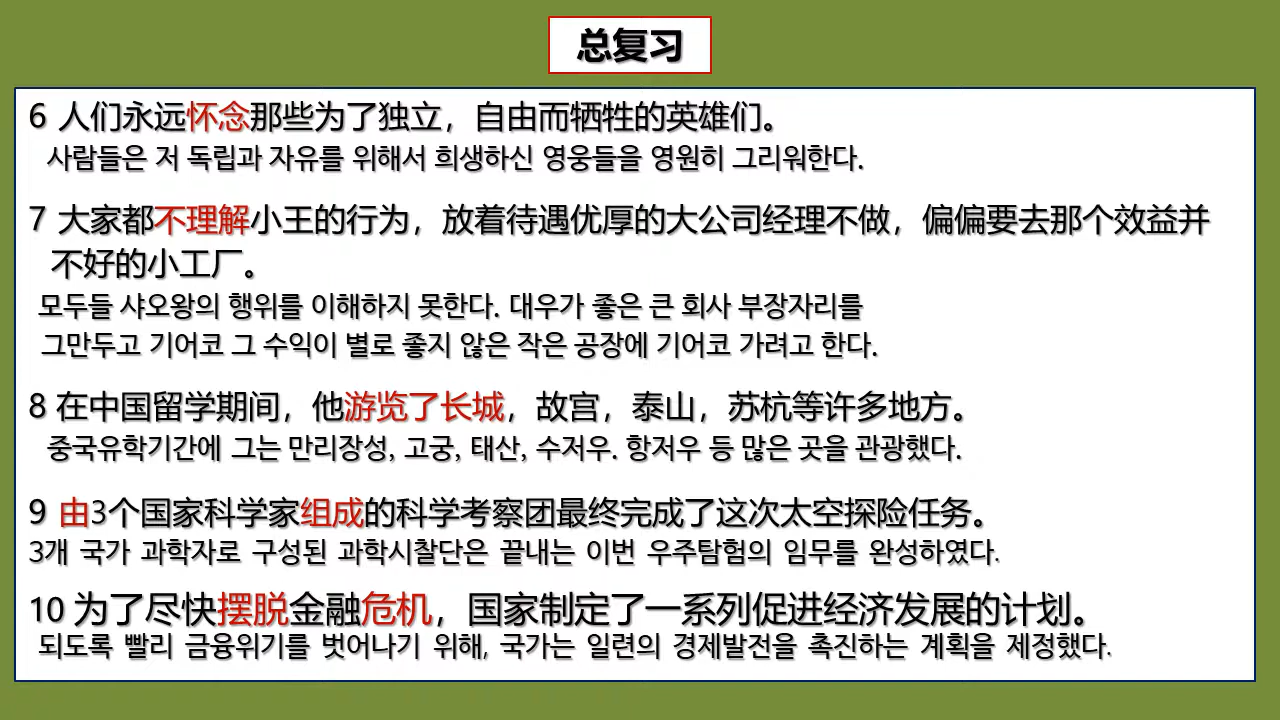 总复习
6 人们永远怀念那些为了独立，自由而牺牲的英雄们。
사람들은 저 독립과 자유를 위해서 희생하신 영웅들을 영원히 그리워한다.
7 大家都不理解小王的行为，放着待遇优厚的大公司经理不做，偏偏要去那个效益并
不好的小工厂。
모두들 샤오왕의 행위를 이해하지 못한다. 대우가 좋은 큰 회사 부장자리를
그만두고 기어코 그 수익이 별로 좋지 않은 작은 공장에 기어코 가려고 한다.
8 在中国留学期间，他游览了长城，故宫，泰山，苏杭等许多地方。
중국유학기간에 그는 만리장성, 고궁, 태산, 수저우. 항저우 등 많은 곳을 관광했다.
9 由3个国家科学家组成的科学考察团最终完成了这次太空探险任务。
3개 국가 과학자로 구성된 과학시찰단은 끝내는 이번 우주탐험의 임무를 완성하였였다.
10 为了尽快摆脱金融危机，国家制定了一系列促进经济发展的计划。
되도록 빨리 금융위기를 벗어나기 위해, 국가는 일련의 경제발전을 촉진하는 계획을 제정했다.